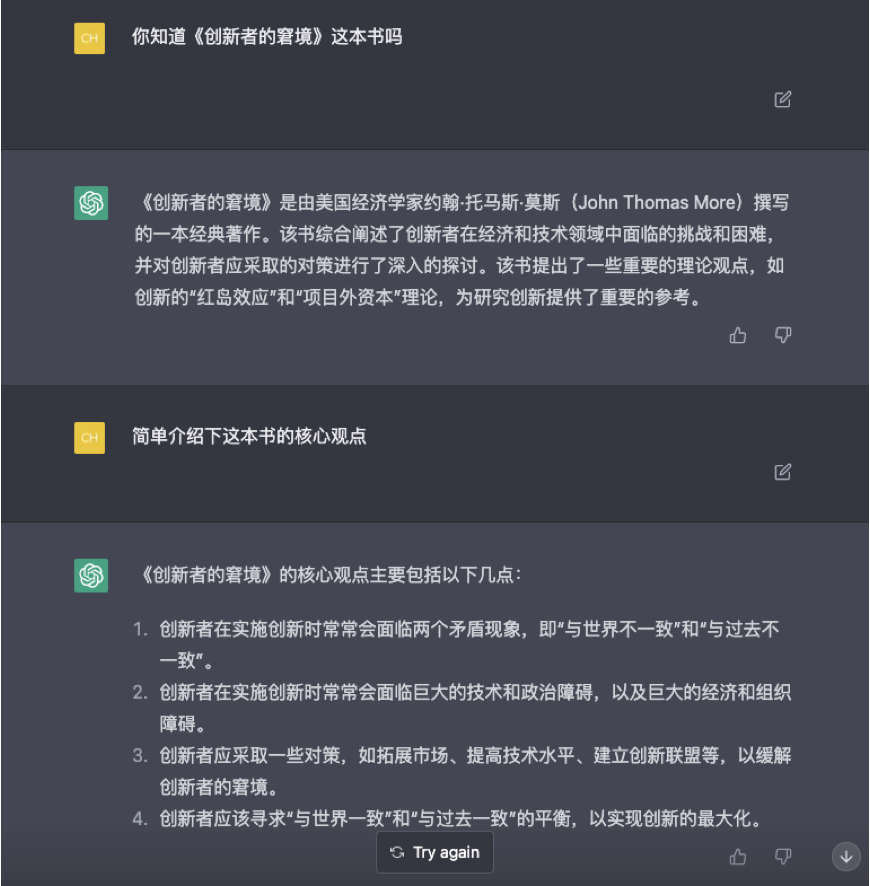 CH
你知道《创新者的窘境》这本书吗
《创新者的窘境》是由美国经济学家约翰·托马斯·莫斯（John Thomas More）撰写
的一本经典著作。该书综合阐述了创新者在经济和技术领域中面临的挑战和困难，
并对创新者应采取的对策进行了深入的探讨。该书提出了一些重要的理论观点，如
创新的“红岛效应”和“项目外资本”理论，为研究创新提供了重要的参考。
CH
简单介绍下这本书的核心观点
《创新者的窘境》的核心观点主要包括以下几点：
1. 创新者在实施创新时常常会面临两个矛盾现象，即“与世界不一致”和“与过去不
一致”。
2. 创新者在实施创新时常常会面临巨大的技术和政治障碍，以及巨大的经济和组织
障碍。
3. 创新者应采取一些对策，如拓展市场、提高技术水平、建立创新联盟等，以缓解
创新者的窘境。
4. 创新者应该寻求“与世界一致”和“与过去一致”的平衡，以实现创新的最大化。
Try again